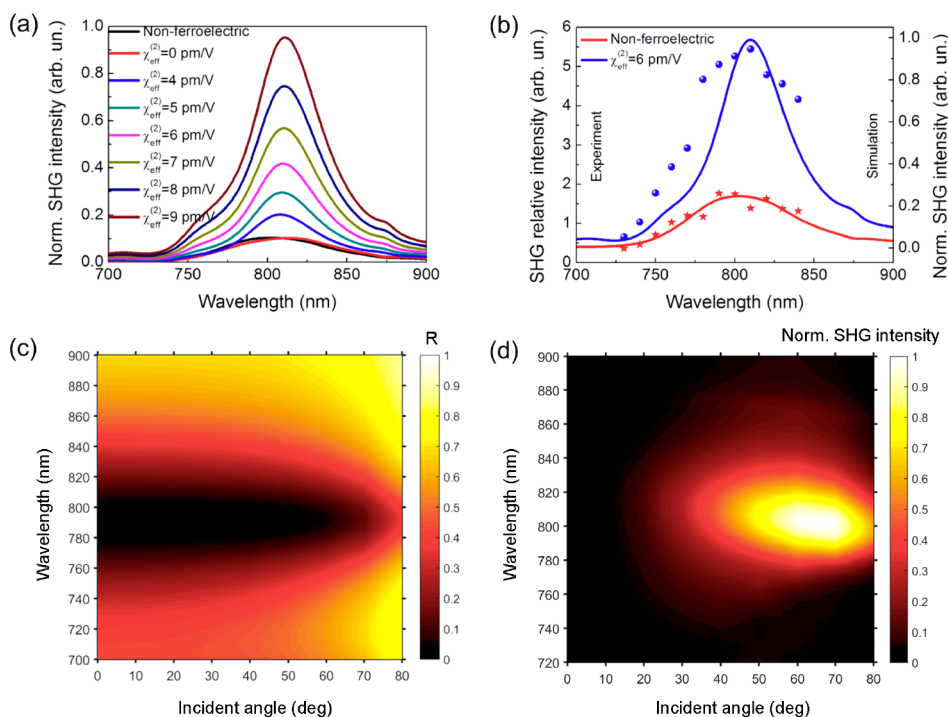 (a)
Norm. SHG intensity (arb. un.)
1.0
0.8
0.6
0.4
0.2
0.0
Non-ferroelectric
χ(2)eff=0 pm/V
χ(2)eff=4 pm/V
χ(2)eff=5 pm/V
χ(2)eff=6 pm/V
χ(2)eff=7 pm/V
χ(2)eff=8 pm/V
χ(2)eff=9 pm/V
700 750 800 850 900
Wavelength (nm)
(b)
SHG relative intensity (arb. un.)
6
5
4
3
2
1
0
Non-ferroelectric
χ(2)eff=6 pm/V
Experiment
Simulation
1.0
0.8
0.6
0.4
0.2
0.0
Norm. SHG intensity (arb. un.)
700 750 800 850 900
Wavelength (nm)
(c)
R
Wavelength (nm)
900
880
860
840
820
800
780
760
740
720
700
0 10 20 30 40 50 60 70 80
Incident angle (deg)
1
0.9
0.8
0.7
0.6
0.5
0.4
0.3
0.2
0.1
0
(d)
Norm. SHG intensity
Wavelength (nm)
900
880
860
840
820
800
780
760
740
720
0 10 20 30 40 50 60 70 80
Incident angle (deg)
1
0.9
0.8
0.7
0.6
0.5
0.4
0.3
0.2
0.1
0